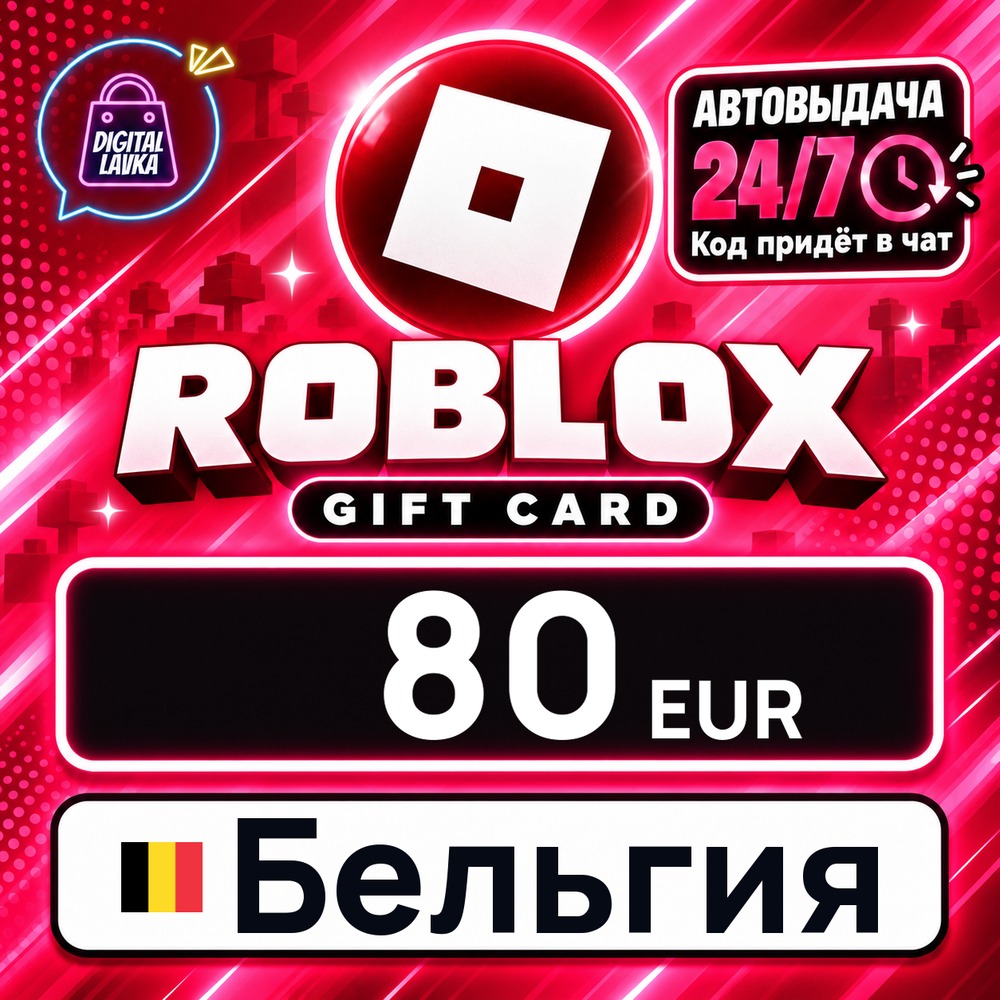 DIGITAL
LAVKA
АВТОВЫДАЧА
24/7
Код придёт в чат
ROBLOX
GIFT CARD
80 EUR
Бельгия